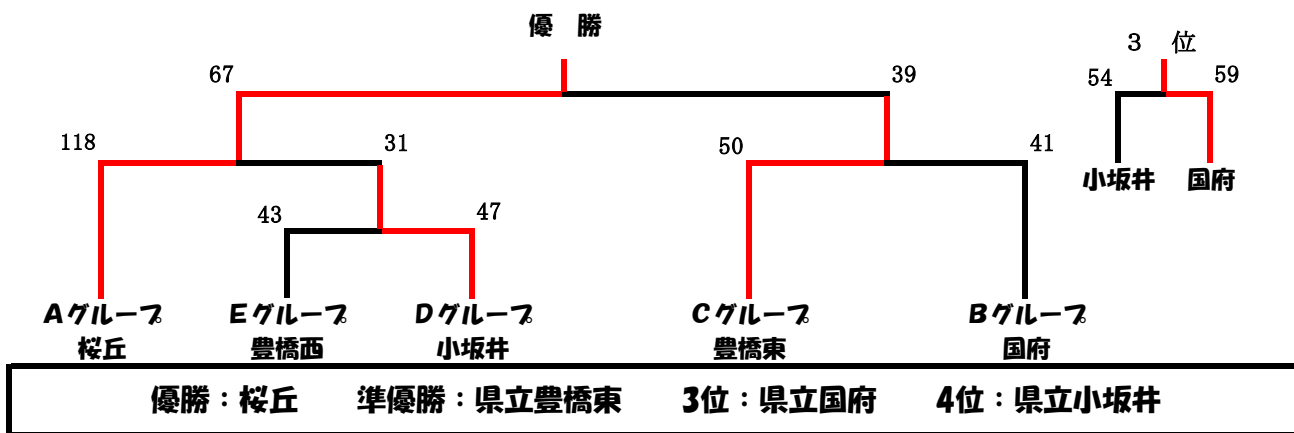 優 勝
3 位
67
39
54
59
118
31
50
41
小坂井
国府
43
47
Aグループ
Eグループ
Dグループ
Cグループ
Bグループ
桜丘
豊橋西
小坂井
豊橋東
国府
優勝:桜丘 準優勝:県立豊橋東 3位:県立国府 4位:県立小坂井